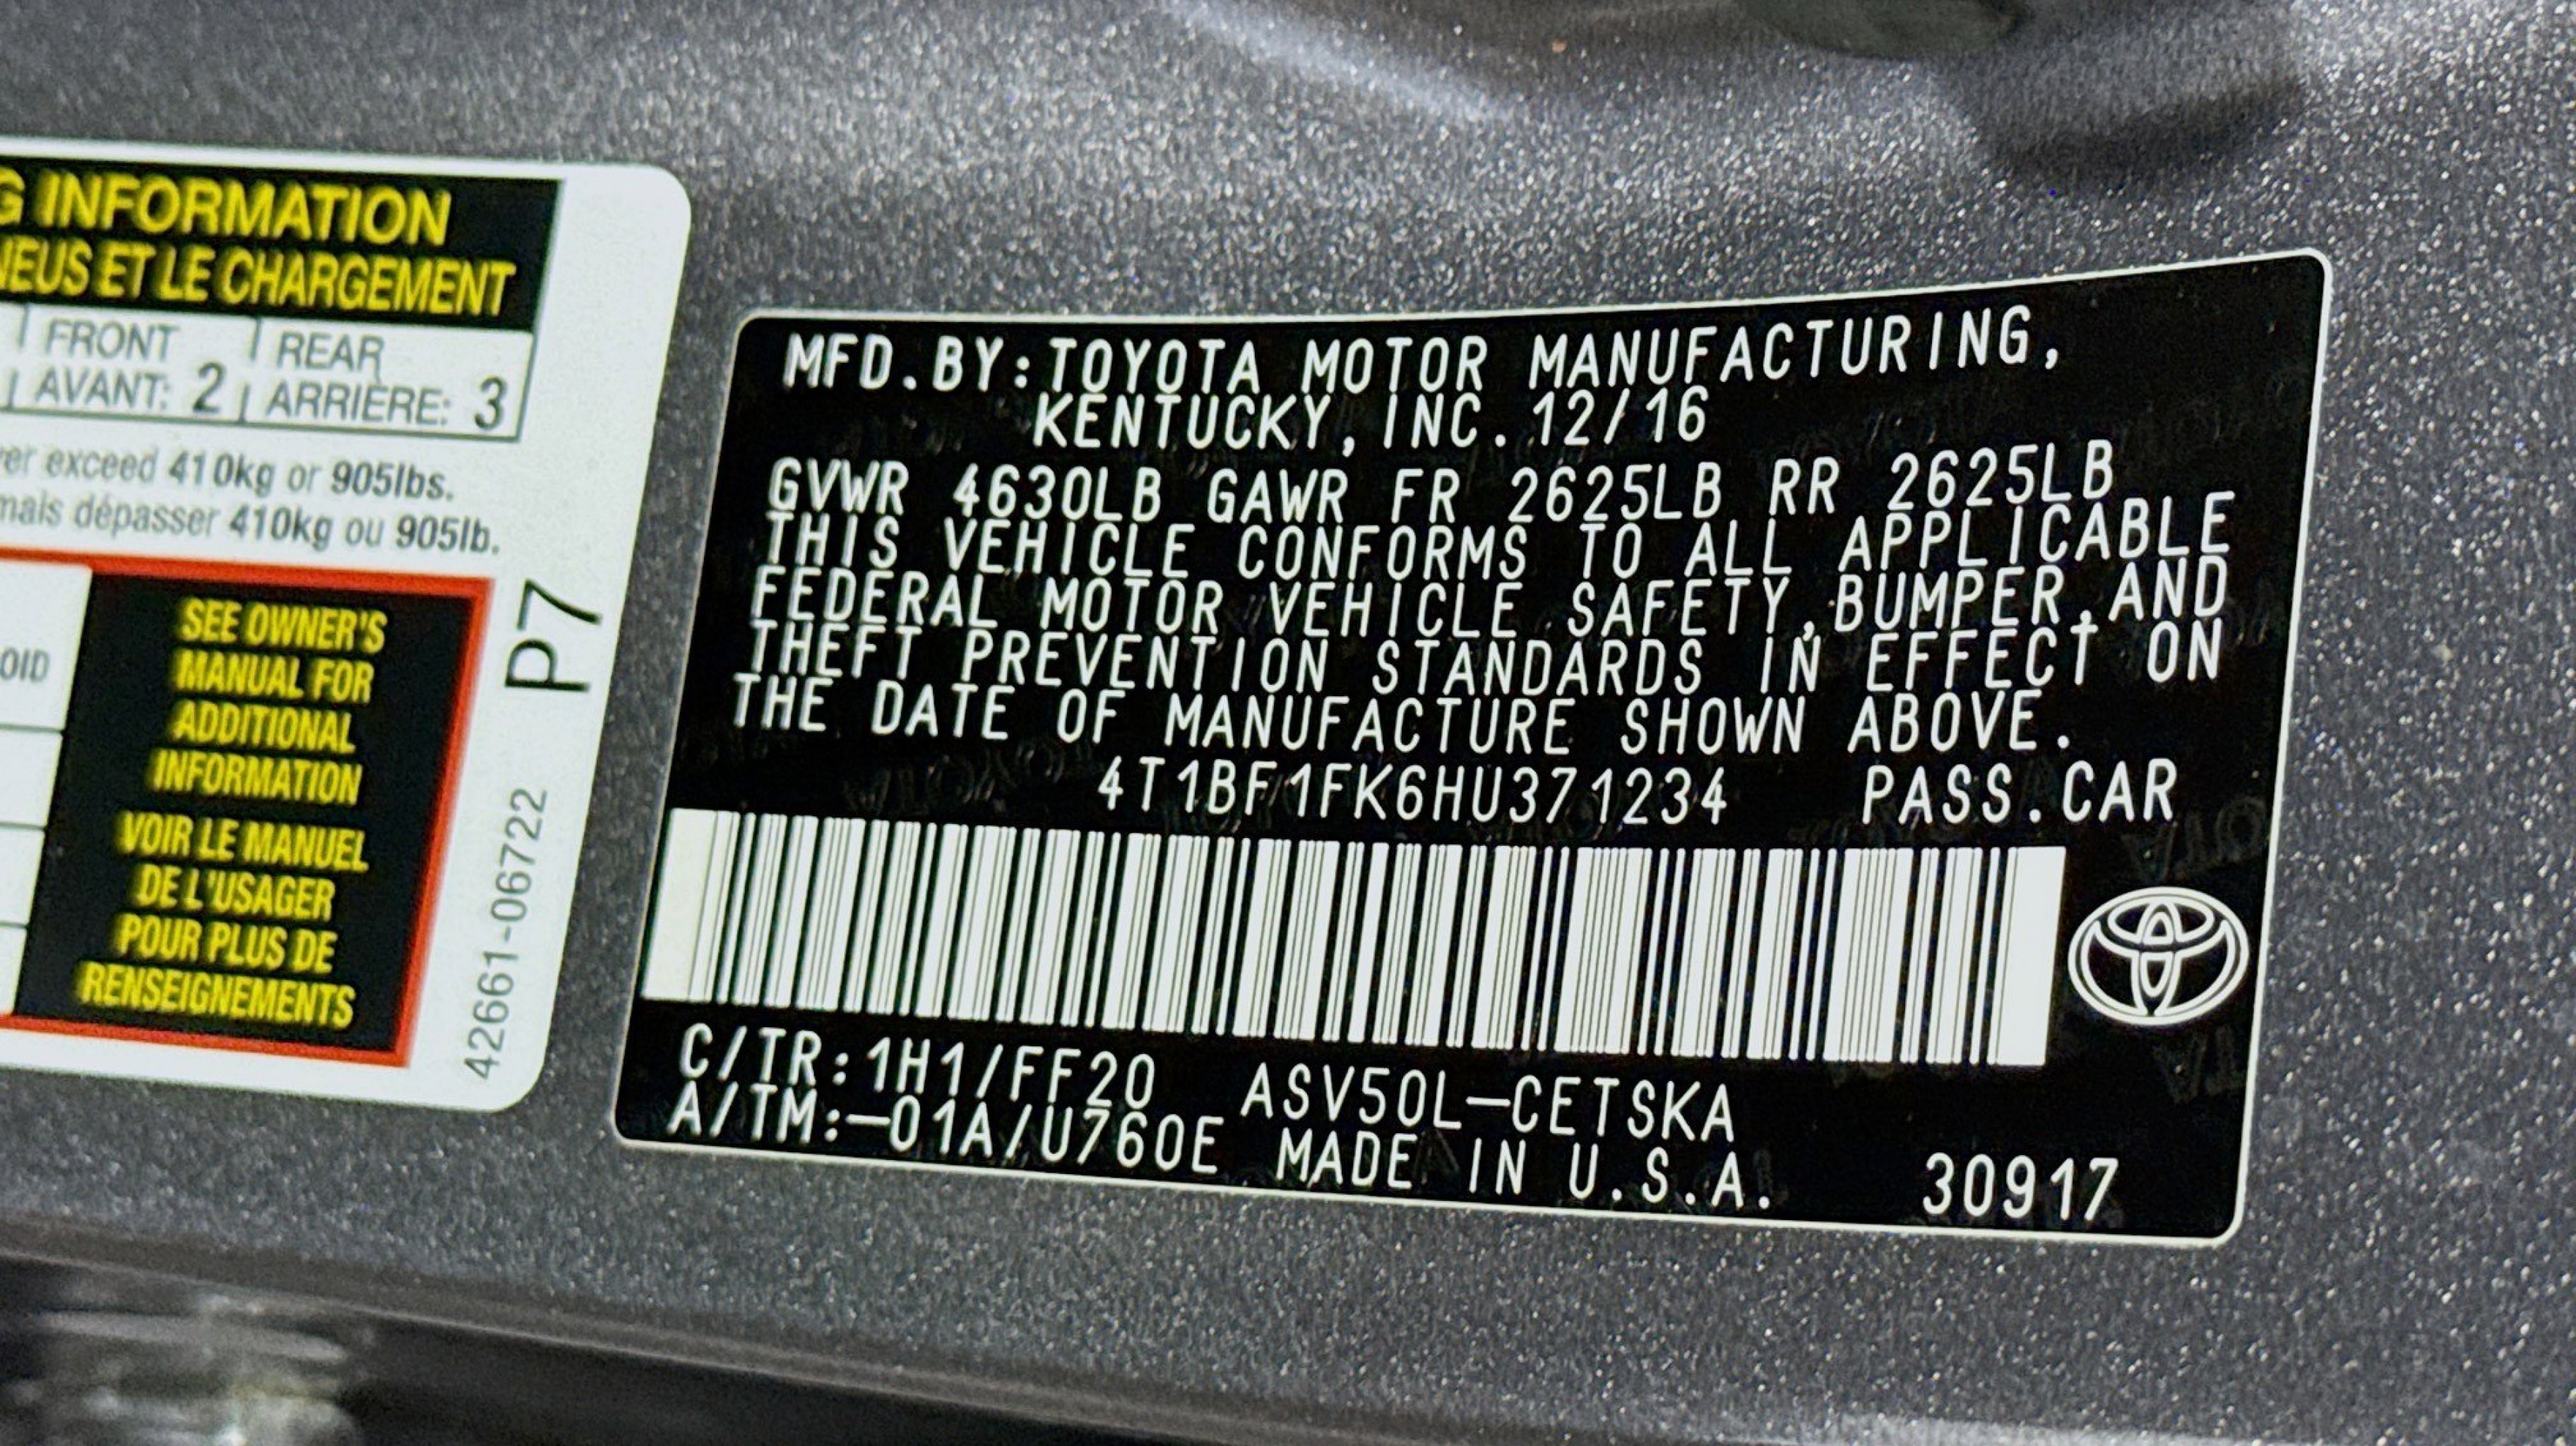 G INFORMATION
NEUS ET LE CHARGEMENT
FRONT
AVANT: 2
REAR
ARRIÈRE: 3
exceed 410kg or 905lbs.
dépasser 410kg ou 905lb.
SEE OWNER'S
MANUAL FOR
ADDITIONAL
INFORMATION
VOIR LE MANUEL
DE L'USAGER
POUR PLUS DE
RENSEIGNEMENTS
P7
42661-06722
MFD.BY:TOYOTA MOTOR MANUFACTURING,
KENTUCKY, INC. 12/16
GVWR 4630LB GAWR FR 2625LB RR 2625LB
THIS VEHICLE CONFORMS TO ALL APPLICABLE
FEDERAL MOTOR VEHICLE SAFETY,BUMPER,AND
THEFT PREVENTION STANDARDS IN EFFECT ON
THE DATE OF MANUFACTURE SHOWN ABOVE.
4T1BF1FK6HU371234 PASS.CAR
C/TR:1H1/FF20 ASV50L-CETSKA
A/TM:-01A/U760E MADE IN U.S.A. 30917